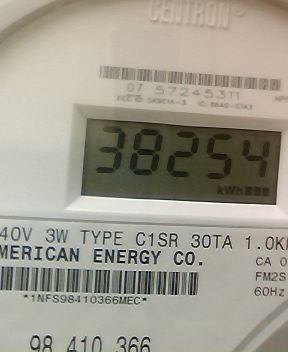 CENTRON®
07 57245311
38254
kWh
40V 3W TYPE C1SR 30TA 1.0K
MERICAN ENERGY CO.
CA 0
FM2S
60Hz
*1NFS98410366MEC*
98 410 366